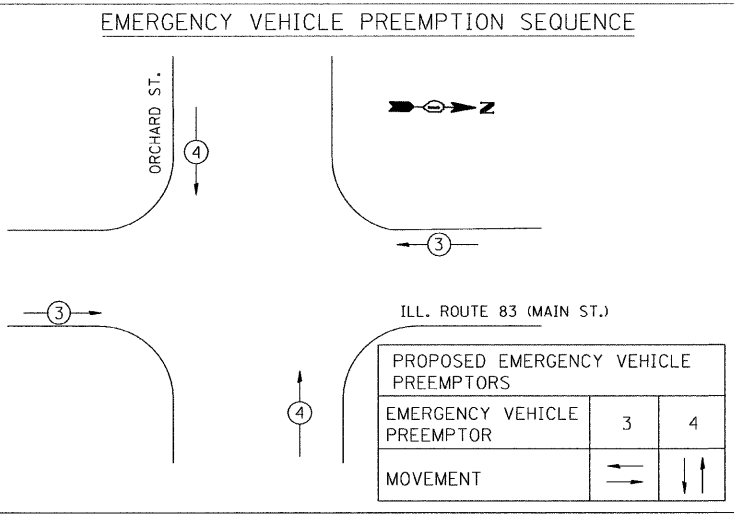 EMERGENCY VEHICLE PREEMPTION SEQUENCE
ORCHARD ST.
N
4
3
3
ILL. ROUTE 83 (MAIN ST.)
4
PROPOSED EMERGENCY VEHICLE
PREEMPTORS
EMERGENCY VEHICLE
PREEMPTOR
3
4
MOVEMENT